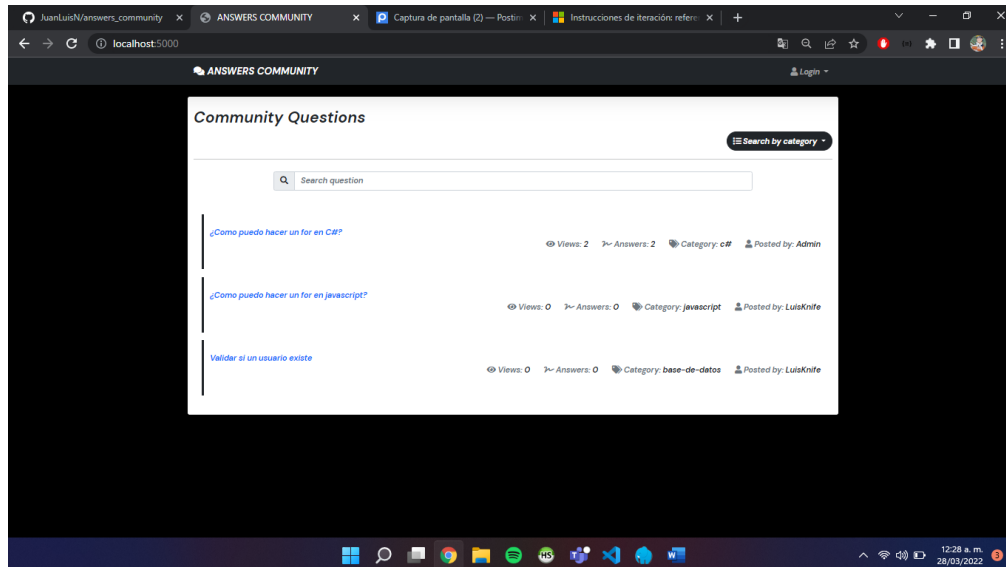 JuanLuisN/answers_community
ANSWERS COMMUNITY
Captura de pantalla (2) — Postim
Instrucciones de iteración: refere
localhost:5000
ANSWERS COMMUNITY
Login
Community Questions
Search by category
Search question
¿Como puedo hacer un for en C#?
Views: 2 Answers: 2 Category: c# Posted by: Admin
¿Como puedo hacer un for en javascript?
Views: 0 Answers: 0 Category: javascript Posted by: LuisKnife
Validar si un usuario existe
Views: 0 Answers: 0 Category: base-de-datos Posted by: LuisKnife
12:28 a. m.
28/03/2022
3